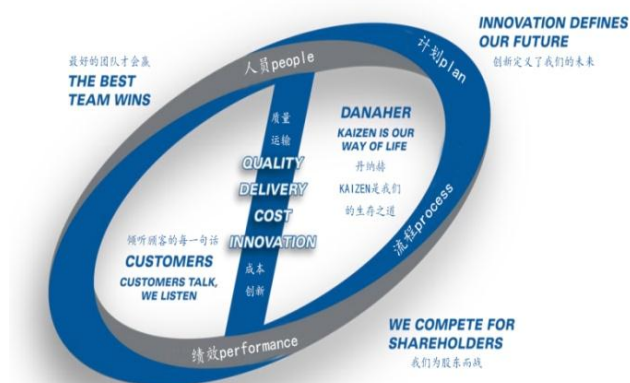 INNOVATION DEFINES
OUR FUTURE
创新定义了我们的未来
最好的团队才会赢
THE BEST
TEAM WINS
人员people
计划plan
质量
运输
QUALITY
DELIVERY
COST
INNOVATION
成本
创新
DANAHER
KAIZEN IS OUR
WAY OF LIFE
丹纳赫
KAIZEN是我们
的生存之道
流程process
倾听顾客的每一句话
CUSTOMERS
CUSTOMERS TALK,
WE LISTEN
绩效performance
WE COMPETE FOR
SHAREHOLDERS
我们为股东而战